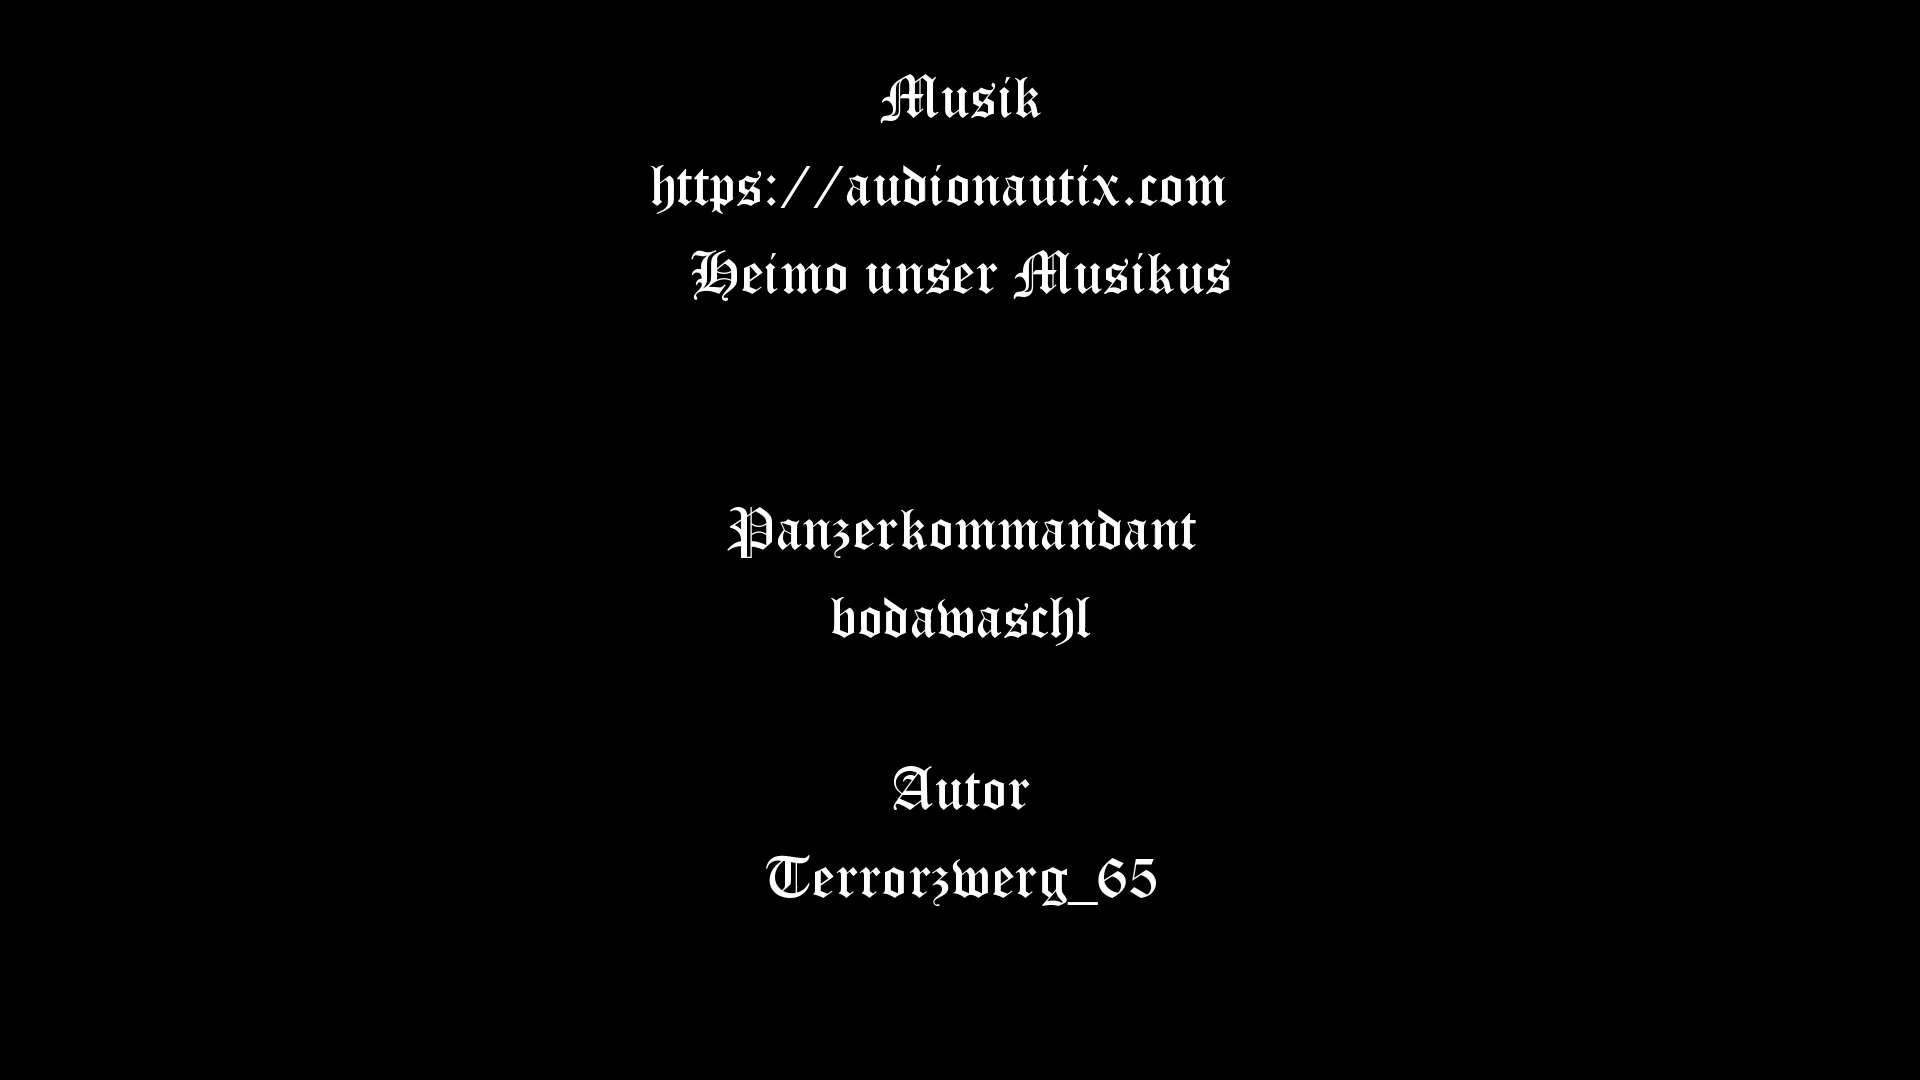 Musik
https://audionautix.com
Heimo unser Musikus
Panzerkommandant
bodawaschl
Autor
Terrorzwerg_65